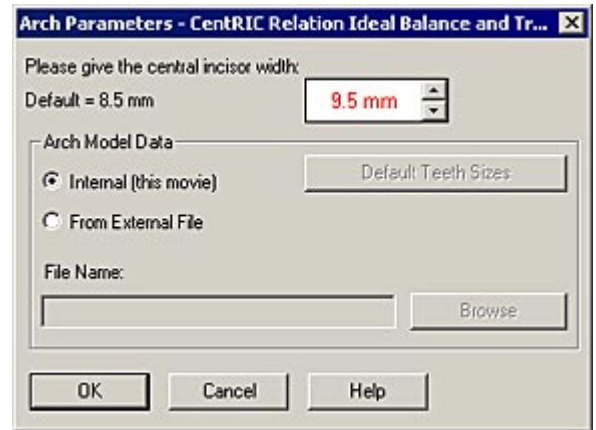 Arch Parameters - CentRIC Relation Ideal Balance and Tr...
Please give the central incisor width:
Default = 8.5 mm
9.5 mm
Arch Model Data
Internal (this movie)
Default Teeth Sizes
From External File
File Name:
Browse
OK
Cancel
Help